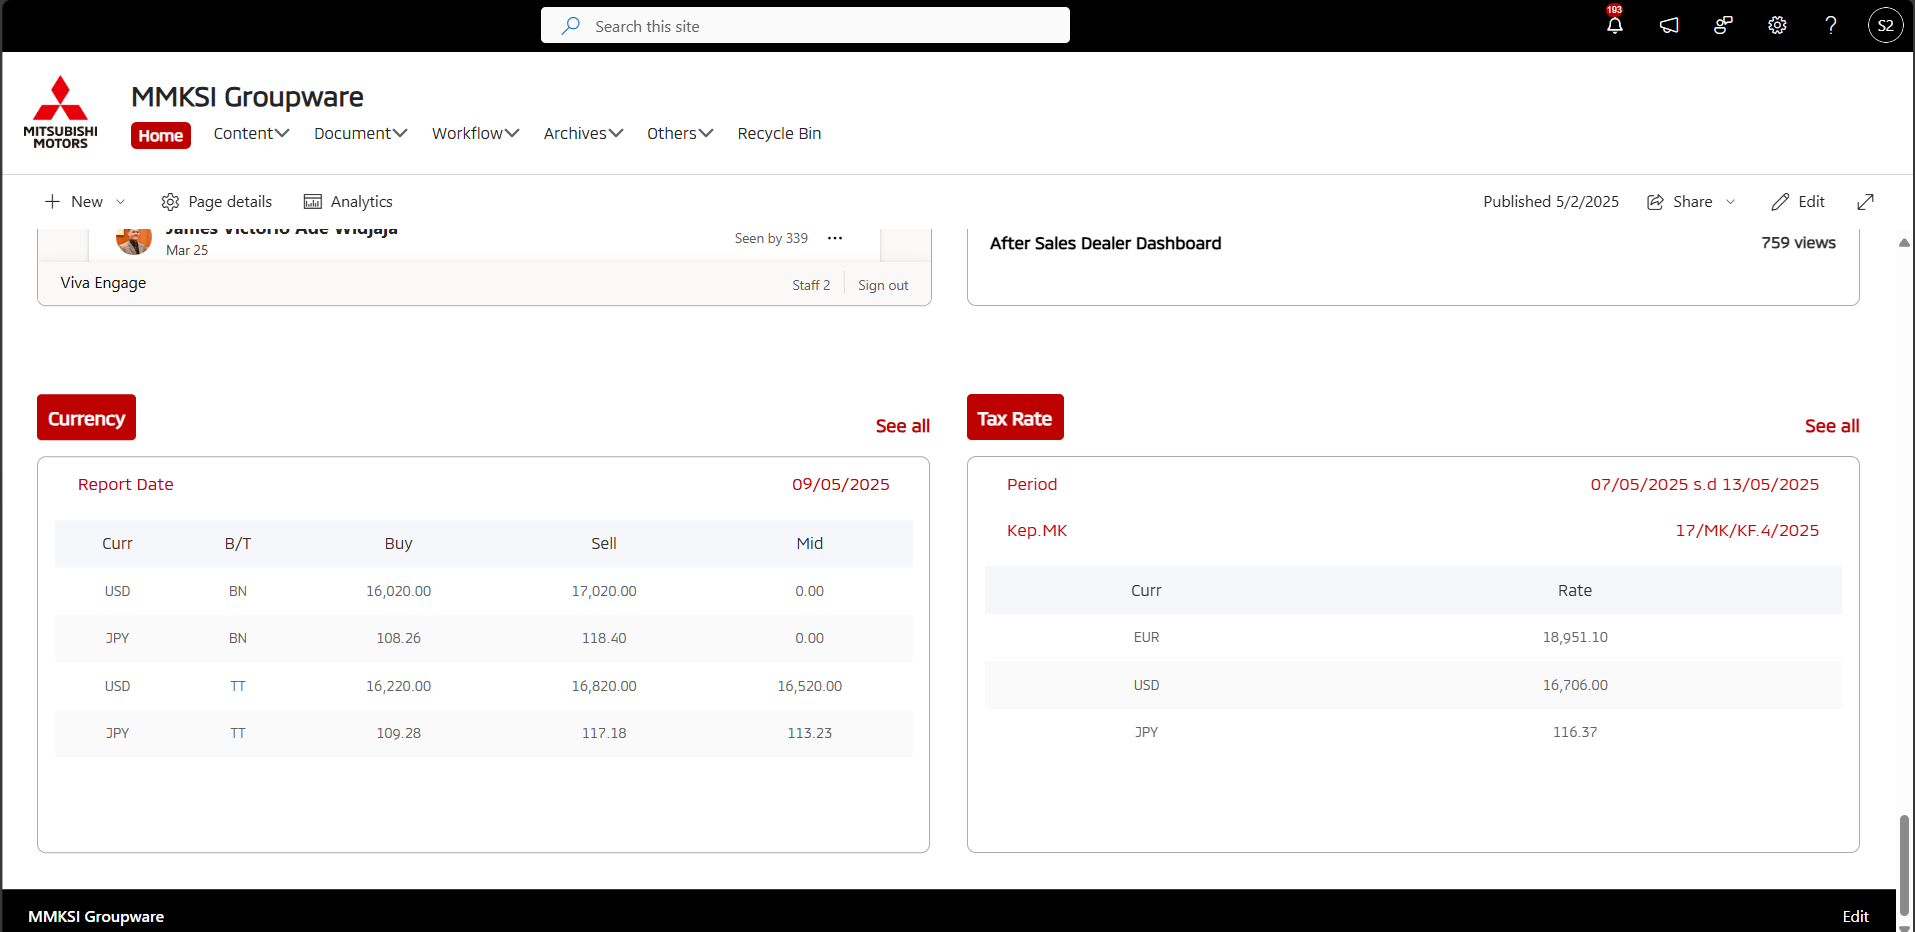 Search this site
193
S2
MITSUBISHI
MOTORS
MMKSI Groupware
Home Content Document Workflow Archives Others Recycle Bin
New Page details Analytics Published 5/2/2025 Share Edit
James Victorio Ade Widjaja
Mar 25 Seen by 339
Viva Engage Staff 2 Sign out
After Sales Dealer Dashboard 759 views
Currency See all
Report Date 09/05/2025
Curr B/T Buy Sell Mid
USD BN 16,020.00 17,020.00 0.00
JPY BN 108.26 118.40 0.00
USD TT 16,220.00 16,820.00 16,520.00
JPY TT 109.28 117.18 113.23
Tax Rate See all
Period 07/05/2025 s.d 13/05/2025
Kep.MK 17/MK/KF.4/2025
Curr Rate
EUR 18,951.10
USD 16,706.00
JPY 116.37
MMKSI Groupware Edit